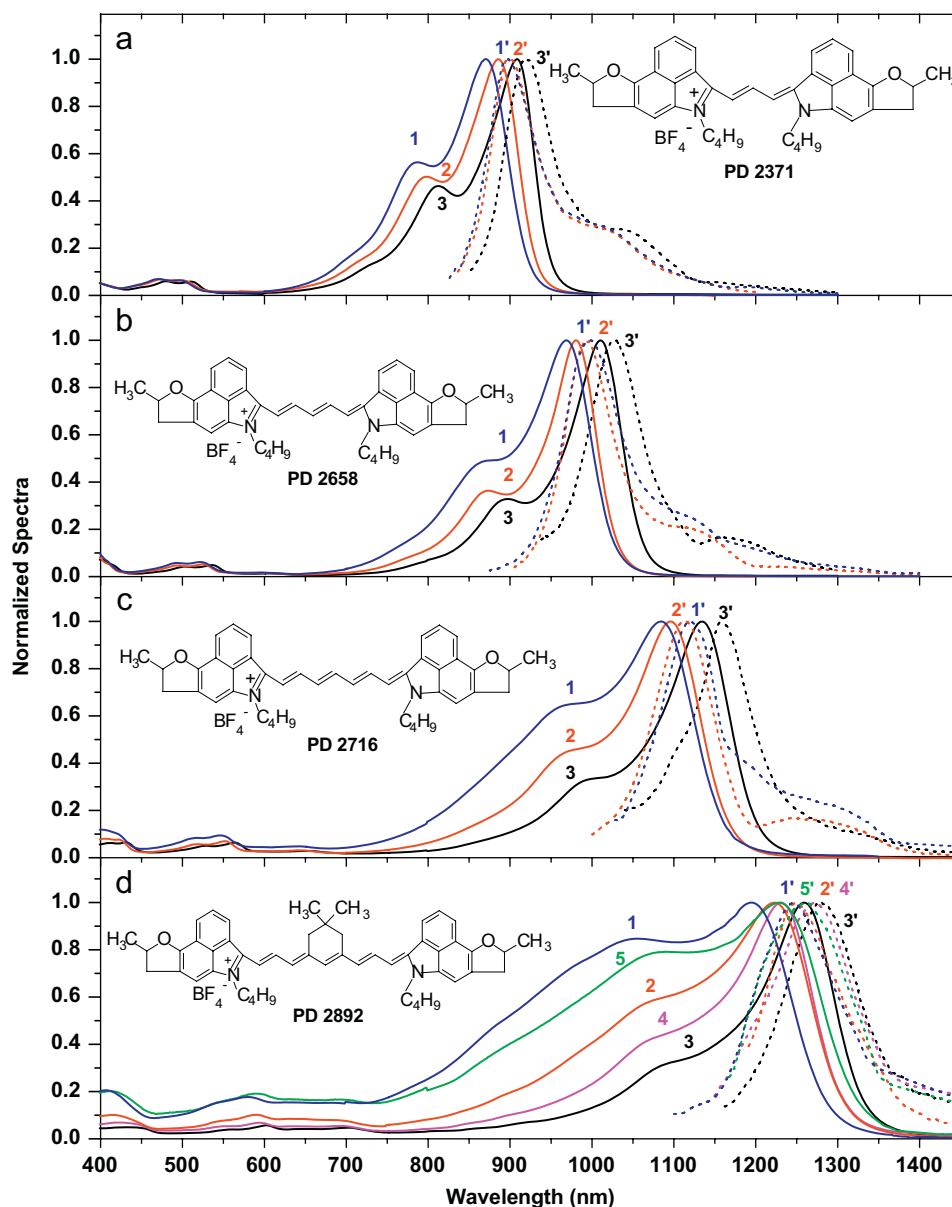 Normalized Spectra
a
1.0
0.8
0.6
0.4
0.2
0.0
1
2
3
1'
2'
3'
CH₃
O
N
+
C₄H₉
BF₄⁻
N
C₄H₉
O
CH₃
PD 2371
b
1.0
0.8
0.6
0.4
0.2
0.0
1
2
3
1'
2'
3'
H₃C
O
N
+
C₄H₉
BF₄⁻
N
C₄H₉
O
CH₃
PD 2658
c
1.0
0.8
0.6
0.4
0.2
0.0
1
2
3
2'
1'
3'
H₃C
O
N
+
C₄H₉
BF₄⁻
N
C₄H₉
O
CH₃
PD 2716
d
1.0
0.8
0.6
0.4
0.2
0.0
1
5
2
4
3
1'
5'
2'
4'
3'
CH₃
O
N
+
C₄H₉
BF₄⁻
H₃C
CH₃
N
C₄H₉
O
CH₃
PD 2892
400 500 600 700 800 900 1000 1100 1200 1300 1400
Wavelength (nm)